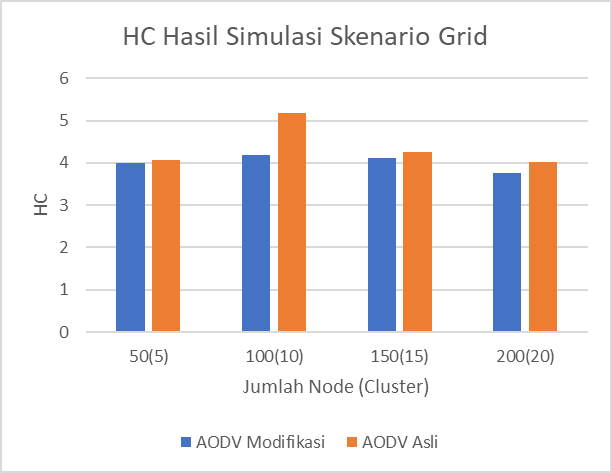 HC Hasil Simulasi Skenario Grid
6
5
4
3
2
1
0
HC
50(5) 100(10) 150(15) 200(20)
Jumlah Node (Cluster)
AODV Modifikasi AODV Asli